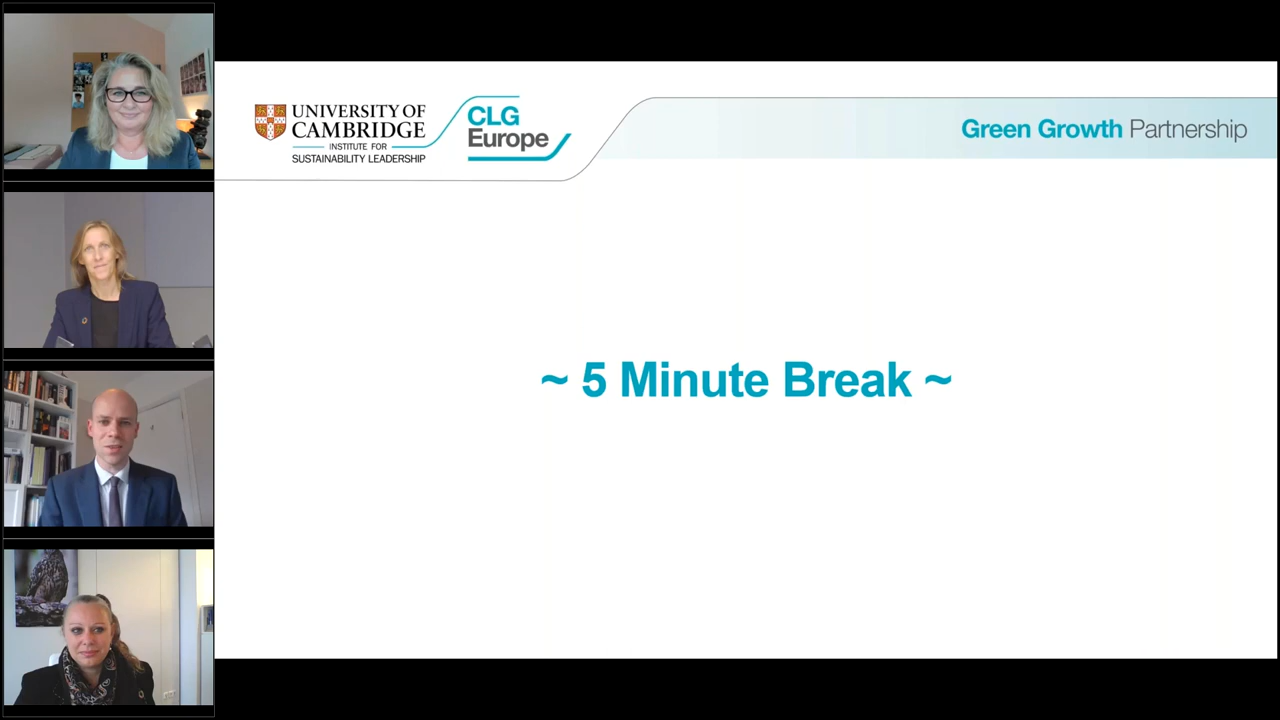 UNIVERSITY OF
CAMBRIDGE
INSTITUTE FOR
SUSTAINABILITY LEADERSHIP
CLG
Europe
Green Growth Partnership
~ 5 Minute Break ~